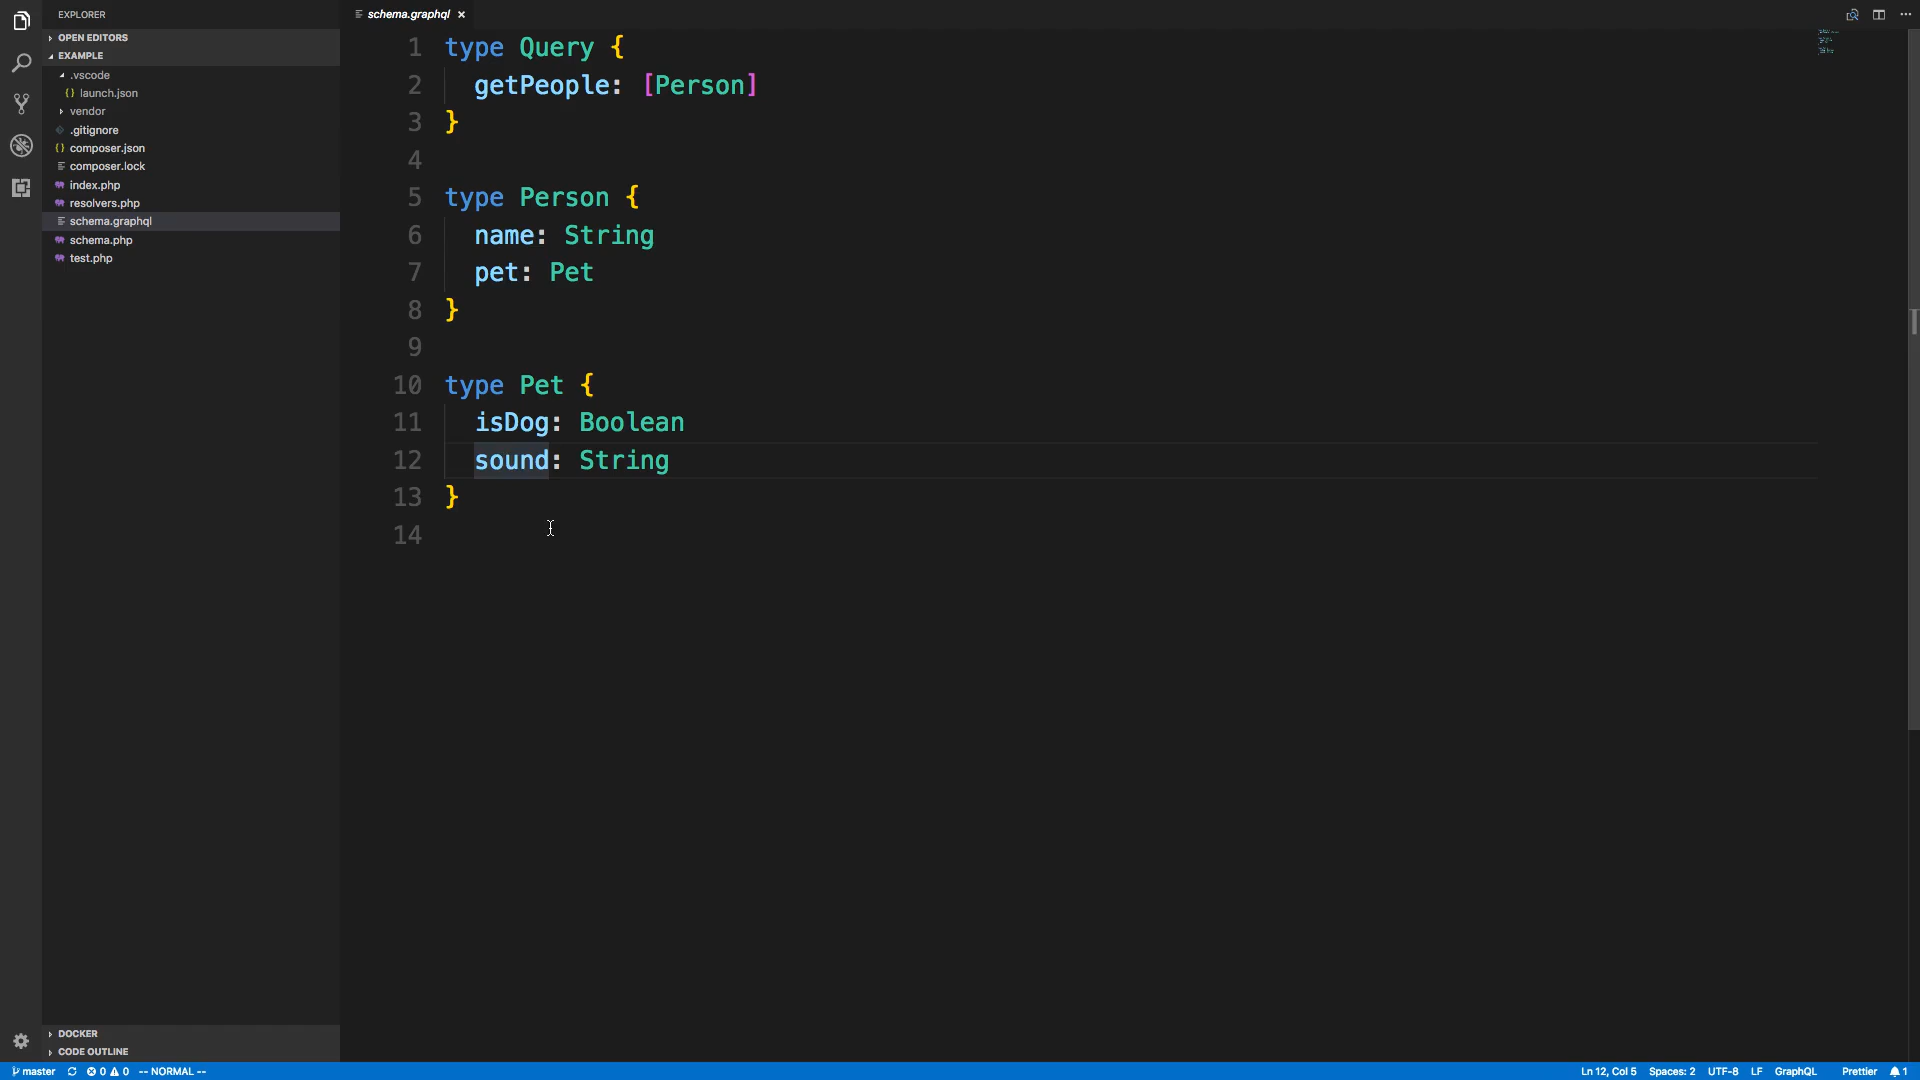 EXPLORER
OPEN EDITORS
EXAMPLE
.vscode
{} launch.json
vendor
.gitignore
{} composer.json
composer.lock
index.php
resolvers.php
schema.graphql
schema.php
test.php
DOCKER
CODE OUTLINE
schema.graphql ×
1 type Query {
2 getPeople: [Person]
3 }
4
5 type Person {
6 name: String
7 pet: Pet
8 }
9
10 type Pet {
11 isDog: Boolean
12 sound: String
13 }
14
master 0 0 -- NORMAL -- Ln 12, Col 5 Spaces: 2 UTF-8 LF GraphQL Prettier 1